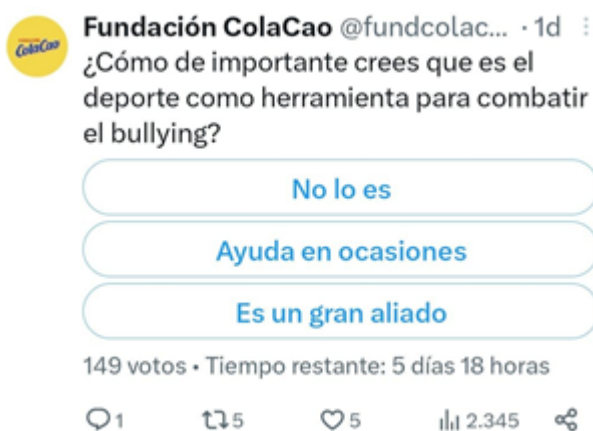 Fundación ColaCao @fundcolac... · 1d
ColaCao
¿Cómo de importante crees que es el
deporte como herramienta para combatir
el bullying?
No lo es
Ayuda en ocasiones
Es un gran aliado
149 votos • Tiempo restante: 5 días 18 horas
1 5 5 2.345